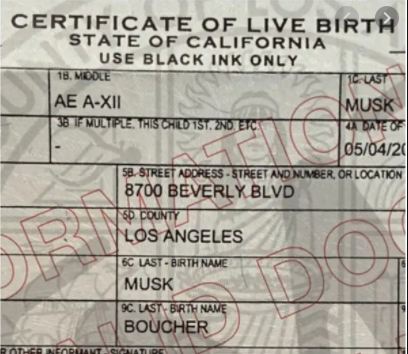 CERTIFICATE OF LIVE BIRTH
STATE OF CALIFORNIA
USE BLACK INK ONLY
1B. MIDDLE 1C. LAST
AE A-XII MUSK
3B IF MULTIPLE, THIS CHILD 1ST, 2ND, ETC. 4A. DATE OF
- 05/04/20
5B. STREET ADDRESS - STREET AND NUMBER, OR LOCATION
8700 BEVERLY BLVD
5D. COUNTY
LOS ANGELES
6C. LAST - BIRTH NAME
MUSK
9C. LAST - BIRTH NAME
BOUCHER
R OTHER INFORMANT - SIGNATURE